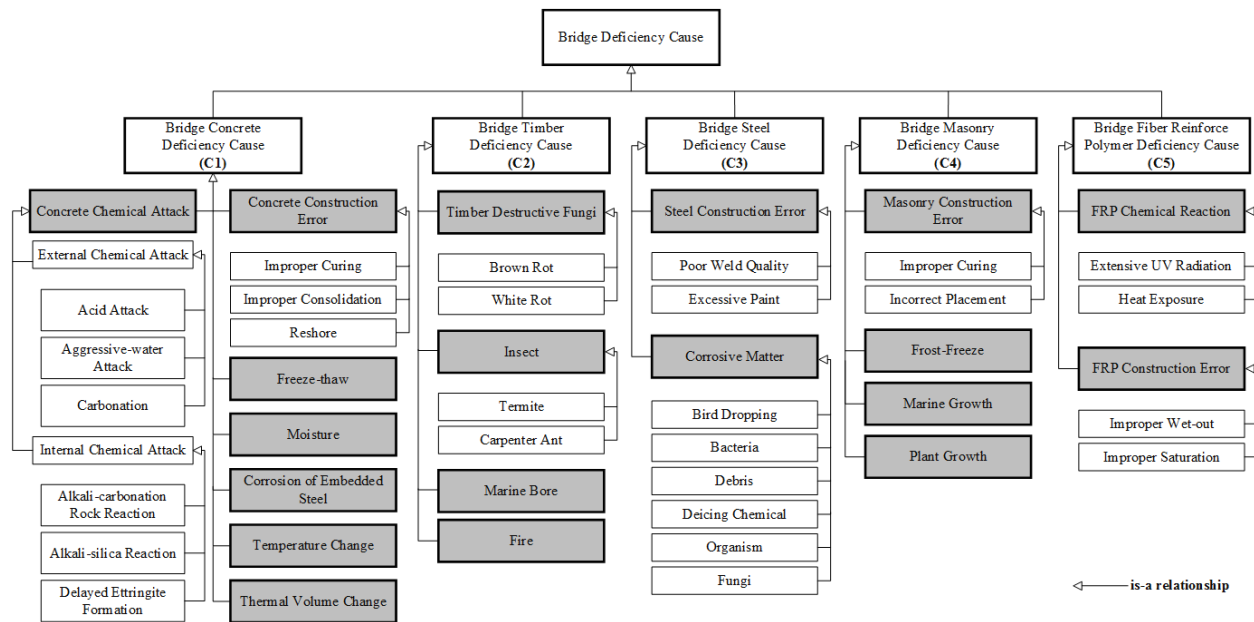 Bridge Deficiency Cause
Bridge Concrete
Deficiency Cause
(C1)
Concrete Chemical Attack
External Chemical Attack
Acid Attack
Aggressive-water
Attack
Carbonation
Internal Chemical Attack
Alkali-carbonation
Rock Reaction
Alkali-silica Reaction
Delayed Ettringite
Formation
Concrete Construction
Error
Improper Curing
Improper Consolidation
Reshore
Freeze-thaw
Moisture
Corrosion of Embedded
Steel
Temperature Change
Thermal Volume Change
Bridge Timber
Deficiency Cause
(C2)
Timber Destructive Fungi
Brown Rot
White Rot
Insect
Termite
Carpenter Ant
Marine Bore
Fire
Bridge Steel
Deficiency Cause
(C3)
Steel Construction Error
Poor Weld Quality
Excessive Paint
Corrosive Matter
Bird Dropping
Bacteria
Debris
Deicing Chemical
Organism
Fungi
Bridge Masonry
Deficiency Cause
(C4)
Masonry Construction
Error
Improper Curing
Incorrect Placement
Frost-Freeze
Marine Growth
Plant Growth
Bridge Fiber Reinforce
Polymer Deficiency Cause
(C5)
FRP Chemical Reaction
Extensive UV Radiation
Heat Exposure
FRP Construction Error
Improper Wet-out
Improper Saturation
is-a relationship